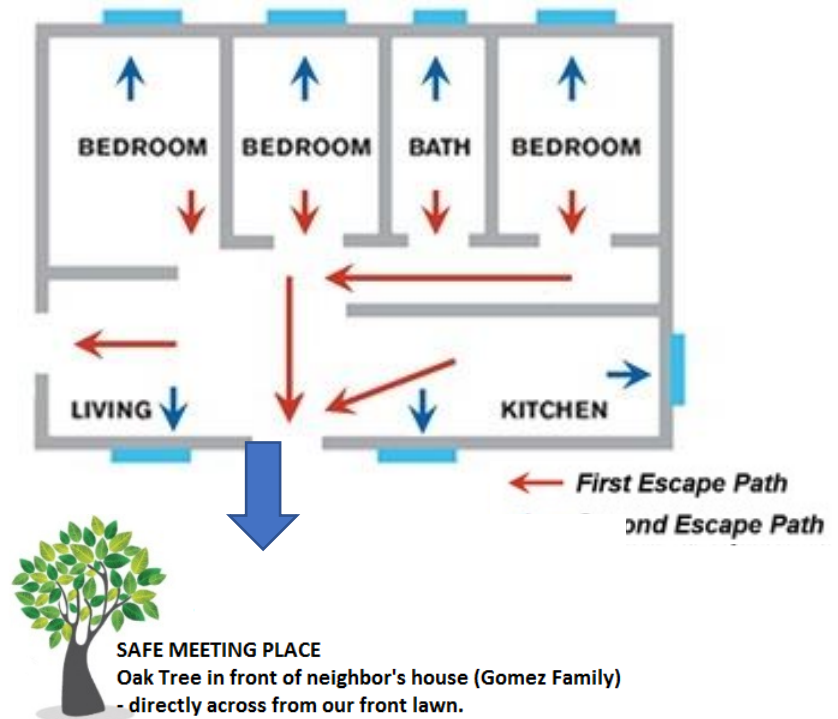 BEDROOM BEDROOM BATH BEDROOM
LIVING KITCHEN
First Escape Path
Escape Path
SAFE MEETING PLACE
Oak Tree in front of neighbor's house (Gomez Family)
- directly across from our front lawn.